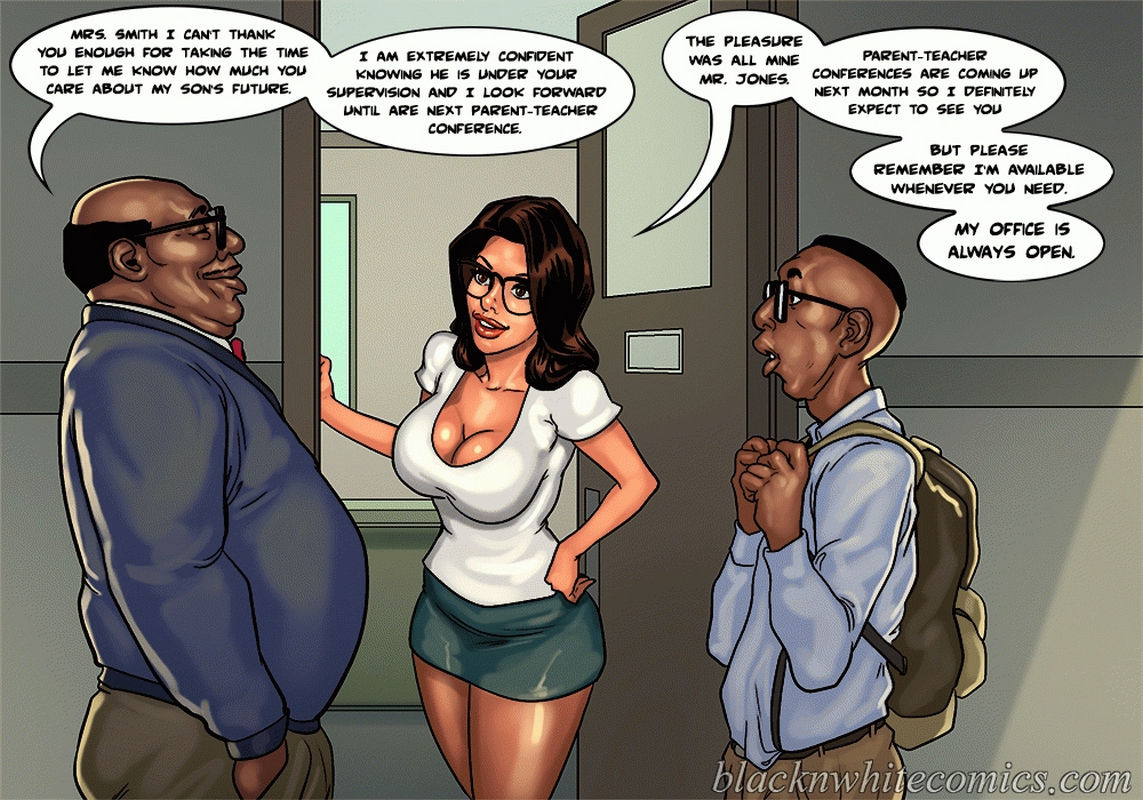 MRS. SMITH I CAN'T THANK
YOU ENOUGH FOR TAKING THE TIME
TO LET ME KNOW HOW MUCH YOU
CARE ABOUT MY SON'S FUTURE.
I AM EXTREMELY CONFIDENT
KNOWING HE IS UNDER YOUR
SUPERVISION AND I LOOK FORWARD
UNTIL ARE NEXT PARENT-TEACHER
CONFERENCE.
THE PLEASURE
WAS ALL MINE
MR. JONES.
PARENT-TEACHER
CONFERENCES ARE COMING UP
NEXT MONTH SO I DEFINITELY
EXPECT TO SEE YOU
BUT PLEASE
REMEMBER I'M AVAILABLE
WHENEVER YOU NEED.
MY OFFICE IS
ALWAYS OPEN.
blacknwhitecomics.com